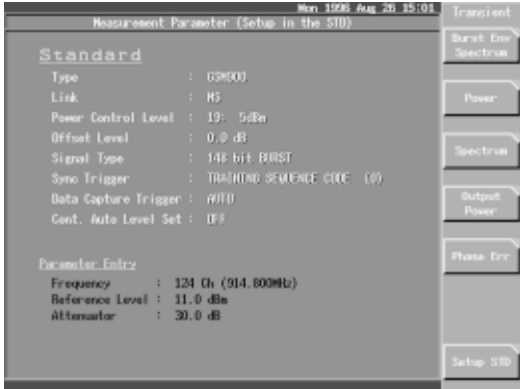 Mon 1996 Aug 26 15:01
Measurement Parameter (Setup in the STD)
Standard
Type : GSM900
Link : MS
Power Control Level : 19: 5dBm
Offset Level : 0.0 dB
Signal Type : 148 bit BURST
Sync Trigger : TRAINING SEQUENCE CODE (0)
Data Capture Trigger : AUTO
Cont. Auto Level Set : OFF
Parameter Entry
Frequency : 124 Ch (914.800MHz)
Reference Level : 11.0 dBm
Attenuator : 30.0 dB
Transient
Burst Env
Spectrum
Power
Spectrum
Output
Power
Phase Err
Setup STD